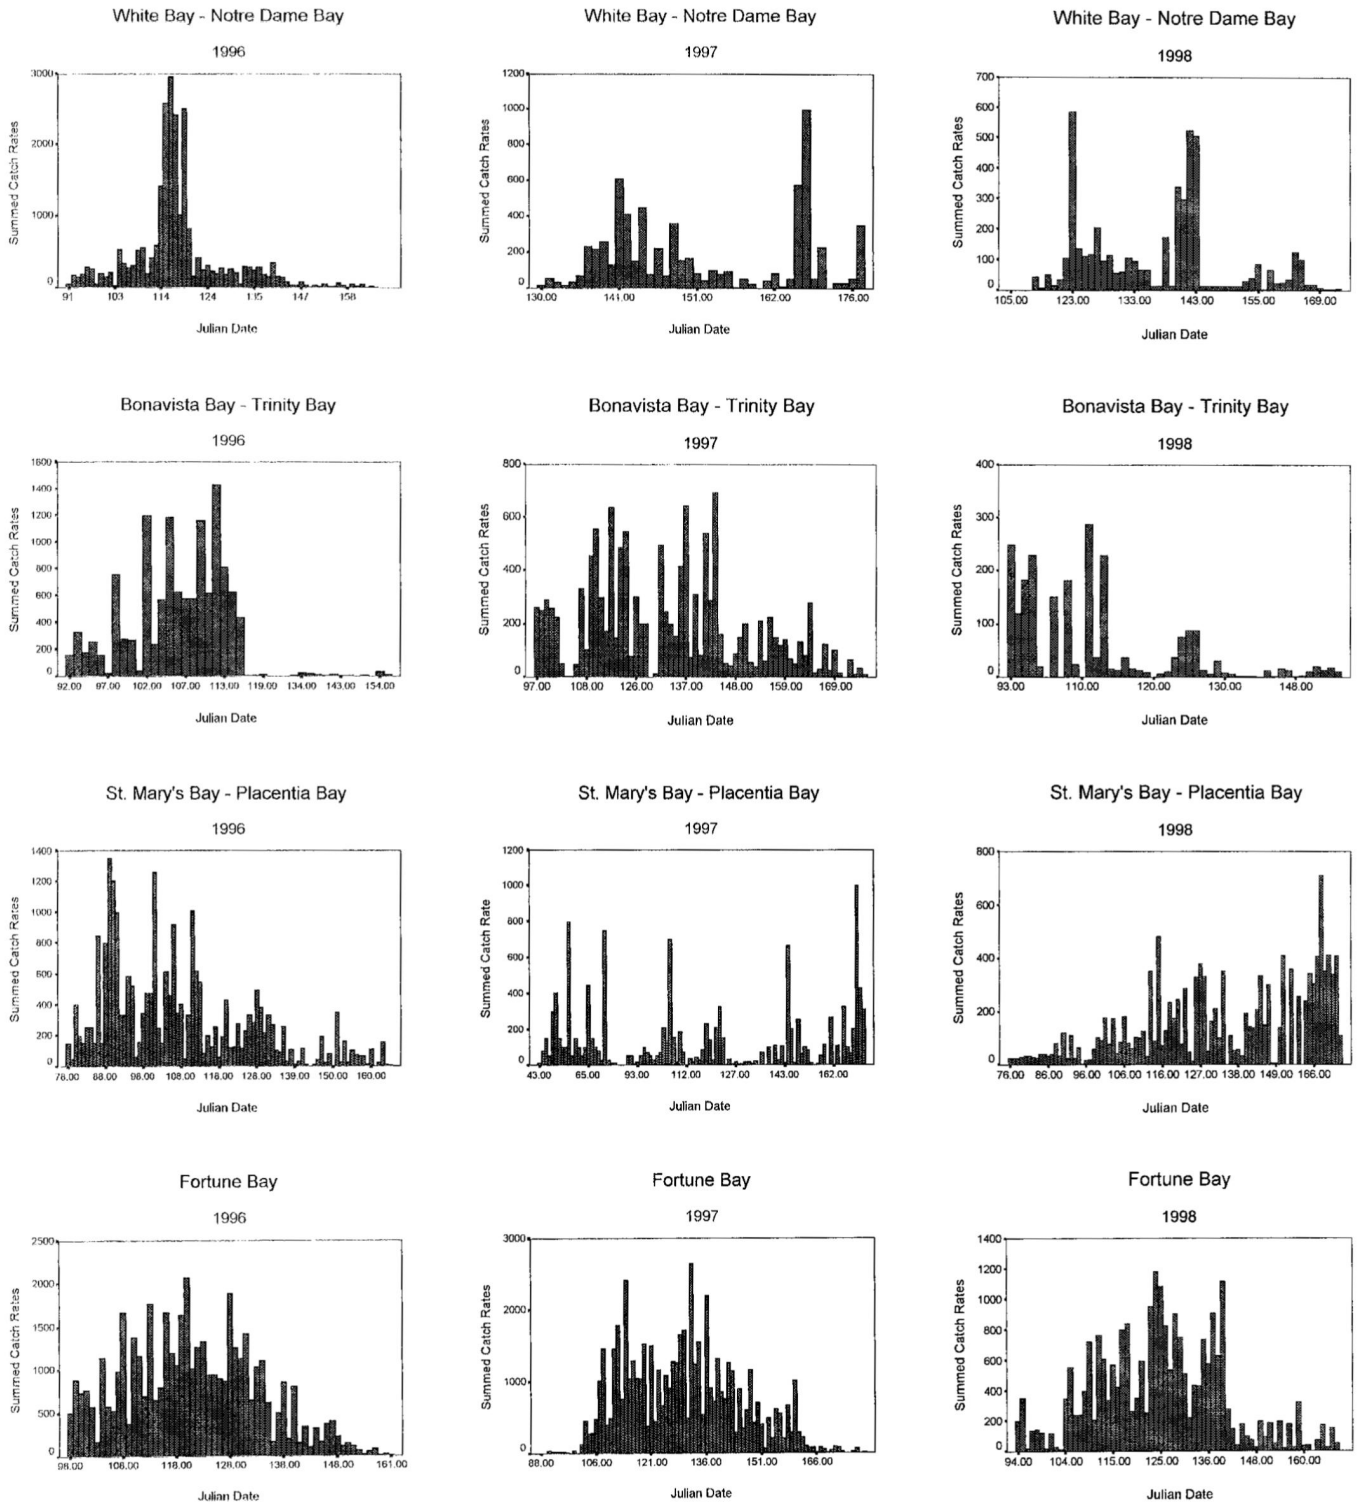 White Bay - Notre Dame Bay
1996
Summed Catch Rates
3000
2000
1000
0
91 103 114 124 135 147 158
Julian Date
White Bay - Notre Dame Bay
1997
Summed Catch Rates
1200
1000
800
600
400
200
0
130.00 141.00 151.00 162.00 176.00
Julian Date
White Bay - Notre Dame Bay
1998
Summed Catch Rates
700
600
500
400
300
200
100
0
105.00 123.00 133.00 143.00 155.00 169.00
Julian Date
Bonavista Bay - Trinity Bay
1996
Summed Catch Rates
1600
1400
1200
1000
800
600
400
200
0
92.00 97.00 102.00 107.00 113.00 119.00 134.00 143.00 154.00
Julian Date
Bonavista Bay - Trinity Bay
1997
Summed Catch Rates
800
600
400
200
0
97.00 108.00 126.00 137.00 148.00 159.00 169.00
Julian Date
Bonavista Bay - Trinity Bay
1998
Summed Catch Rates
400
300
200
100
0
93.00 110.00 120.00 130.00 148.00
Julian Date
St. Mary's Bay - Placentia Bay
1996
Summed Catch Rates
1400
1200
1000
800
600
400
200
0
78.00 88.00 98.00 108.00 118.00 128.00 139.00 150.00 160.00
Julian Date
St. Mary's Bay - Placentia Bay
1997
Summed Catch Rate
1200
1000
800
600
400
200
0
43.00 65.00 93.00 112.00 127.00 143.00 162.00
Julian Date
St. Mary's Bay - Placentia Bay
1998
Summed Catch Rates
800
600
400
200
0
76.00 86.00 96.00 106.00 116.00 127.00 138.00 149.00 166.00
Julian Date
Fortune Bay
1996
Summed Catch Rates
2500
2000
1500
1000
500
0
98.00 106.00 118.00 128.00 138.00 148.00 161.00
Julian Date
Fortune Bay
1997
Summed Catch Rates
3000
2000
1000
0
88.00 106.00 121.00 136.00 151.00 166.00
Julian Date
Fortune Bay
1998
Summed Catch Rates
1400
1200
1000
800
600
400
200
0
94.00 104.00 115.00 125.00 136.00 148.00 160.00
Julian Date